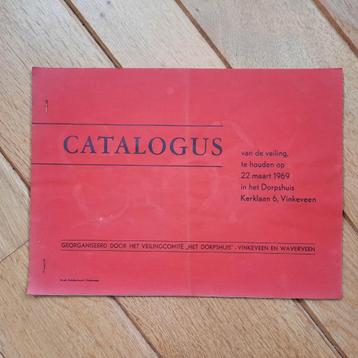 CATALOGUS
van de veiling,
te houden op
22 maart 1969
in het Dorpshuis
Kerklaan 6, Vinkeveen
GEORGANISEERD DOOR HET VEILINGCOMITÉ „HET DORPSHUIS" - VINKEVEEN EN WAVERVEEN